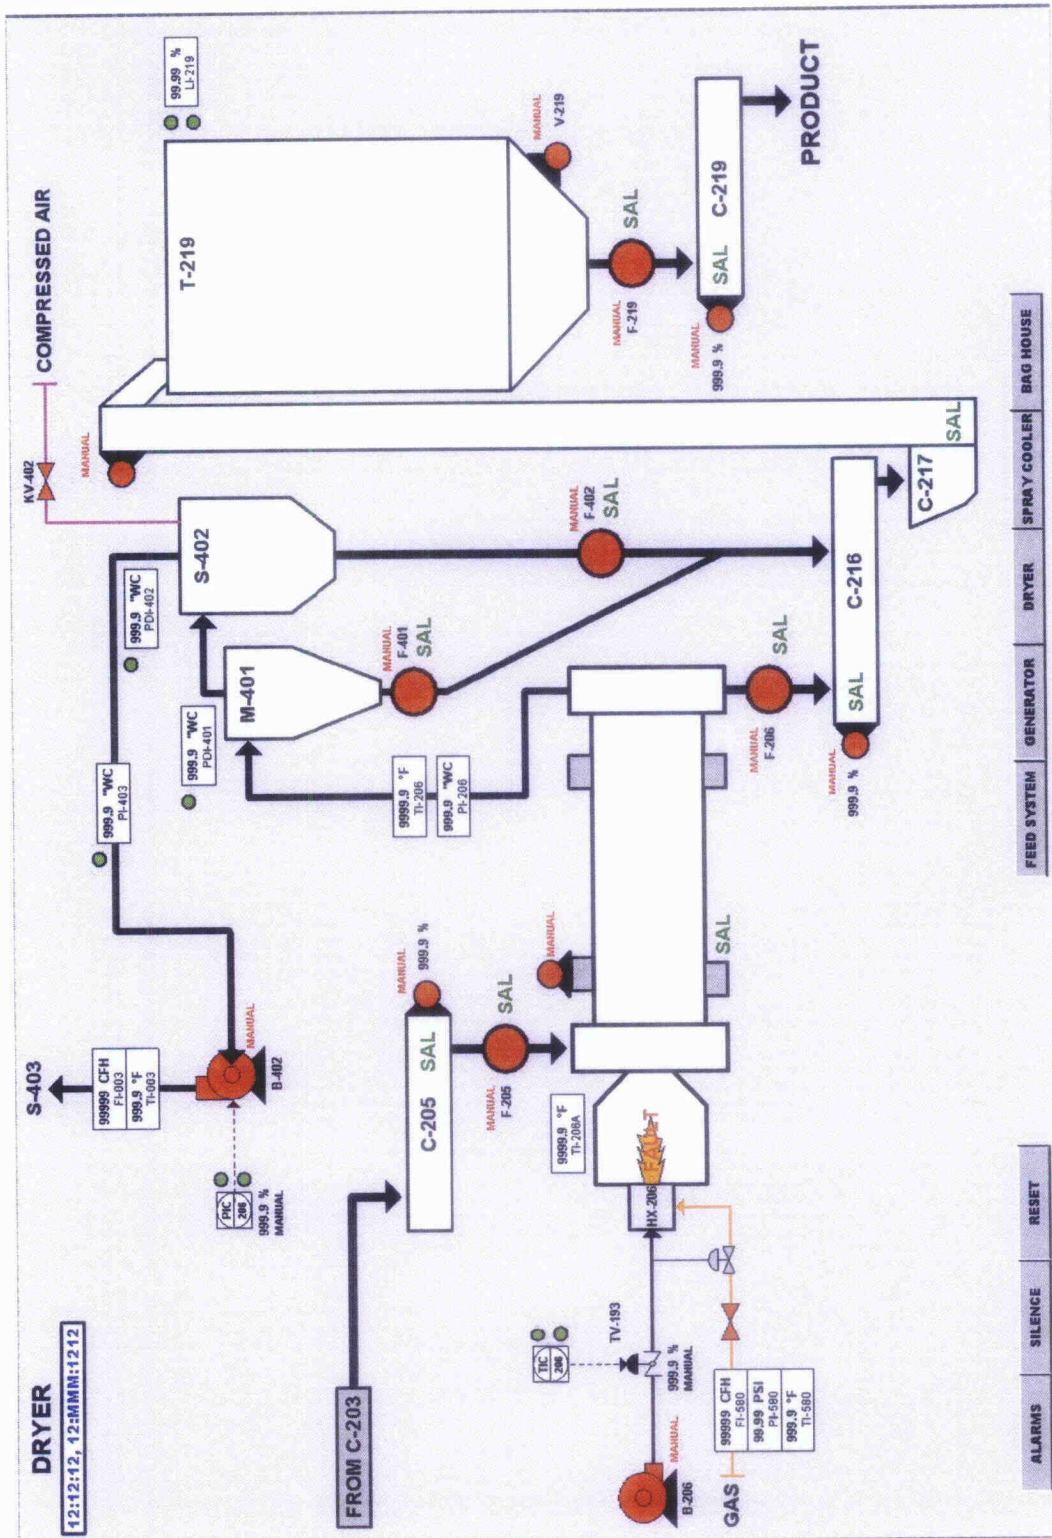 DRYER
12:12:12, 12:MMM:1212
S-403
99999 CFH
FI-003
999.9 °F
TI-003
PIC
206
999.9 %
MANUAL
MANUAL
B-402
999.9 "WC
PI-403
999.9 "WC
PDI-402
999.9 "WC
PDI-401
KV-402
COMPRESSED AIR
MANUAL
S-402
M-401
T-219
99.99 %
LI-219
MANUAL
V-219
MANUAL
F-401
SAL
MANUAL
F-402
SAL
MANUAL
F-219
SAL
MANUAL
999.9 %
SAL
C-219
PRODUCT
FROM C-203
C-205
SAL
MANUAL
999.9 %
MANUAL
F-205
SAL
9999.9 °F
TI-206
999.9 "WC
PI-206
TIC
206
TV-193
999.9 %
MANUAL
MANUAL
B-206
GAS
99999 CFH
FI-580
99.99 PSI
PI-580
999.9 °F
TI-580
9999.9 °F
TI-206A
HX-206
FAULT
MANUAL
SAL
MANUAL
F-206
SAL
MANUAL
999.9 %
SAL
C-216
C-217
SAL
ALARMS
SILENCE
RESET
FEED SYSTEM
GENERATOR
DRYER
SPRAY COOLER
BAG HOUSE